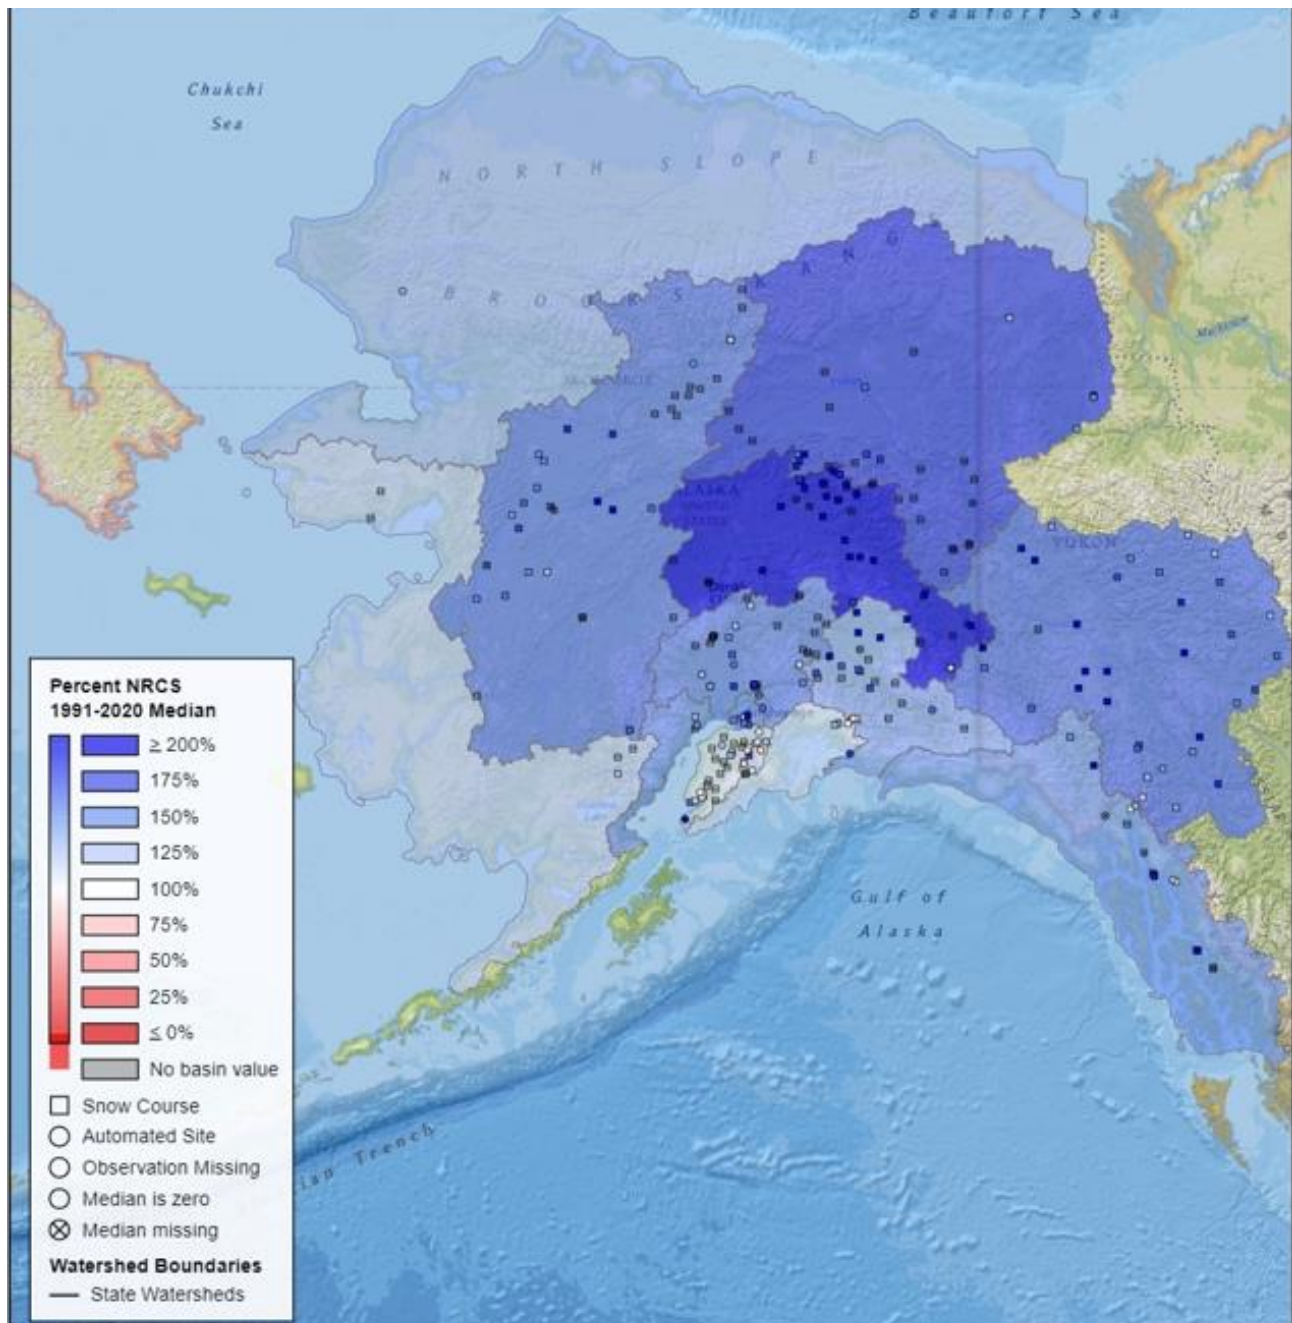 Beaufort Sea
Chukchi
Sea
NORTH SLOPE
BROOKS RANG
YUKON
Gulf of
Alaska
ian Trench
Percent NRCS
1991-2020 Median
≥ 200%
175%
150%
125%
100%
75%
50%
25%
≤ 0%
No basin value
Snow Course
Automated Site
Observation Missing
Median is zero
Median missing
Watershed Boundaries
State Watersheds